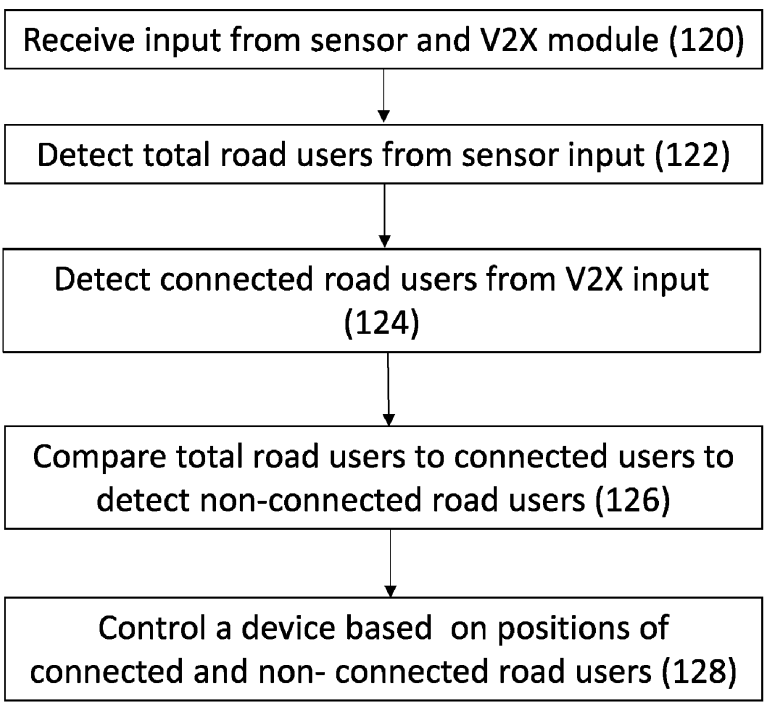 Receive input from sensor and V2X module (120)
Detect total road users from sensor input (122)
Detect connected road users from V2X input
(124)
Compare total road users to connected users to
detect non-connected road users (126)
Control a device based  on positions of
connected and non- connected road users (128)